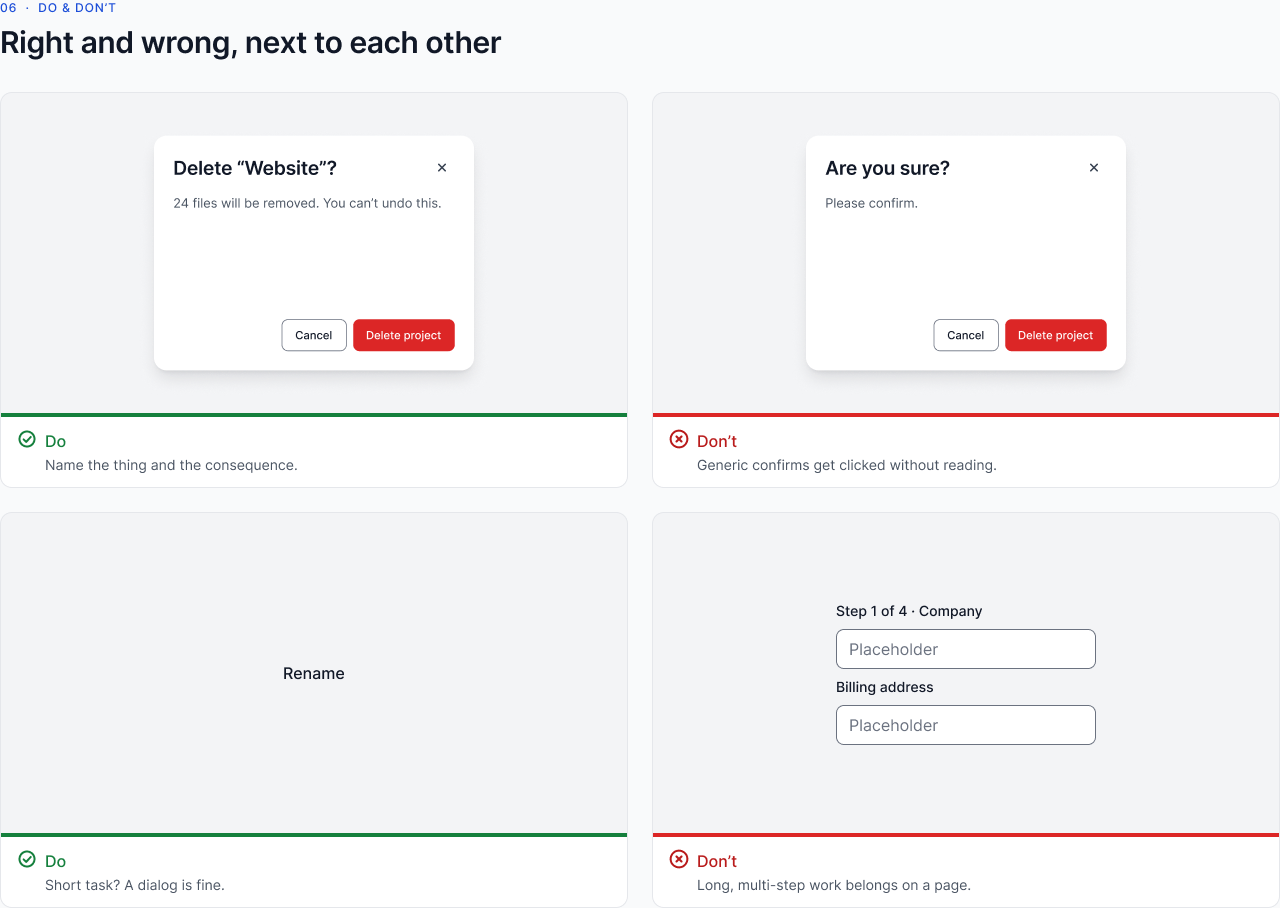 06 · DO & DON’T
Right and wrong, next to each other
Delete “Website”?
24 files will be removed. You can’t undo this.
Cancel
Delete project
Do
Name the thing and the consequence.
Are you sure?
Please confirm.
Cancel
Delete project
Don’t
Generic confirms get clicked without reading.
Rename
Do
Short task? A dialog is fine.
Step 1 of 4 · Company
Placeholder
Billing address
Placeholder
Don’t
Long, multi-step work belongs on a page.